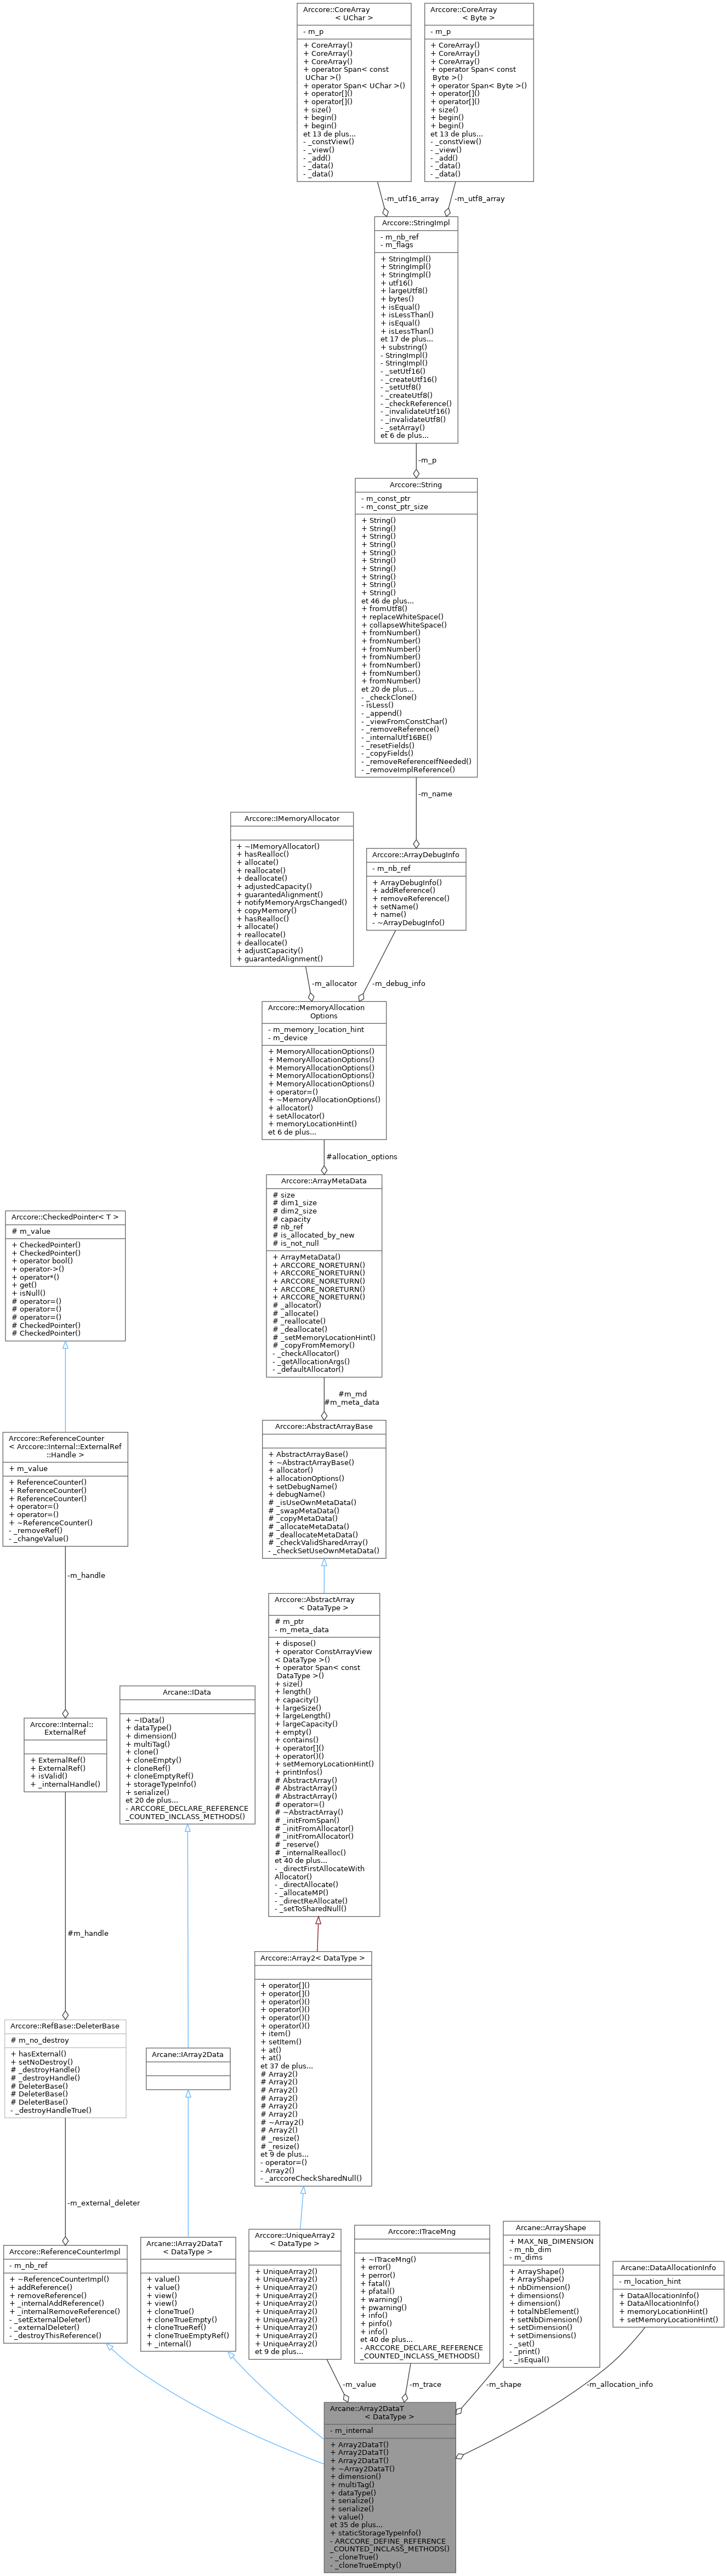 Arccore::CoreArray
< UChar >
- m_p
+ CoreArray()
+ CoreArray()
+ CoreArray()
+ operator Span< const
UChar >()
+ operator Span< UChar >()
+ operator[]()
+ operator[]()
+ size()
+ begin()
+ begin()
et 13 de plus...
- _constView()
- _view()
- _add()
- _data()
- _data()
Arccore::CoreArray
< Byte >
- m_p
+ CoreArray()
+ CoreArray()
+ CoreArray()
+ operator Span< const
Byte >()
+ operator Span< Byte >()
+ operator[]()
+ operator[]()
+ size()
+ begin()
+ begin()
et 13 de plus...
- _constView()
- _view()
- _add()
- _data()
- _data()
-m_utf16_array
-m_utf8_array
Arccore::StringImpl
- m_nb_ref
- m_flags
+ StringImpl()
+ StringImpl()
+ StringImpl()
+ utf16()
+ largeUtf8()
+ bytes()
+ isEqual()
+ isLessThan()
+ isEqual()
+ isLessThan()
et 17 de plus...
+ substring()
- StringImpl()
- StringImpl()
- _setUtf16()
- _createUtf16()
- _setUtf8()
- _createUtf8()
- _checkReference()
- _invalidateUtf16()
- _invalidateUtf8()
- _setArray()
et 6 de plus...
-m_p
Arccore::String
- m_const_ptr
- m_const_ptr_size
+ String()
+ String()
+ String()
+ String()
+ String()
+ String()
+ String()
+ String()
+ String()
+ String()
et 46 de plus...
+ fromUtf8()
+ replaceWhiteSpace()
+ collapseWhiteSpace()
+ fromNumber()
+ fromNumber()
+ fromNumber()
+ fromNumber()
+ fromNumber()
+ fromNumber()
+ fromNumber()
et 20 de plus...
- _checkClone()
- isLess()
- _append()
- _viewFromConstChar()
- _removeReference()
- _internalUtf16BE()
- _resetFields()
- _copyFields()
- _removeReferenceIfNeeded()
- _removeImplReference()
-m_name
Arccore::IMemoryAllocator
+ ~IMemoryAllocator()
+ hasRealloc()
+ allocate()
+ reallocate()
+ deallocate()
+ adjustedCapacity()
+ guarantedAlignment()
+ notifyMemoryArgsChanged()
+ copyMemory()
+ hasRealloc()
+ allocate()
+ reallocate()
+ deallocate()
+ adjustCapacity()
+ guarantedAlignment()
Arccore::ArrayDebugInfo
- m_nb_ref
+ ArrayDebugInfo()
+ addReference()
+ removeReference()
+ setName()
+ name()
- ~ArrayDebugInfo()
-m_allocator
-m_debug_info
Arccore::MemoryAllocation
Options
- m_memory_location_hint
- m_device
+ MemoryAllocationOptions()
+ MemoryAllocationOptions()
+ MemoryAllocationOptions()
+ MemoryAllocationOptions()
+ MemoryAllocationOptions()
+ operator=()
+ ~MemoryAllocationOptions()
+ allocator()
+ setAllocator()
+ memoryLocationHint()
et 6 de plus...
#allocation_options
Arccore::ArrayMetaData
# size
# dim1_size
# dim2_size
# capacity
# nb_ref
# is_allocated_by_new
# is_not_null
+ ArrayMetaData()
+ ARCCORE_NORETURN()
+ ARCCORE_NORETURN()
+ ARCCORE_NORETURN()
+ ARCCORE_NORETURN()
+ ARCCORE_NORETURN()
# _allocator()
# _allocate()
# _reallocate()
# _deallocate()
# _setMemoryLocationHint()
# _copyFromMemory()
- _checkAllocator()
- _getAllocationArgs()
- _defaultAllocator()
Arccore::CheckedPointer< T >
# m_value
+ CheckedPointer()
+ CheckedPointer()
+ operator bool()
+ operator->()
+ operator*()
+ get()
+ isNull()
# operator=()
# operator=()
# operator=()
# CheckedPointer()
# CheckedPointer()
#m_md
#m_meta_data
Arccore::ReferenceCounter
< Arccore::Internal::ExternalRef
::Handle >
+ m_value
+ ReferenceCounter()
+ ReferenceCounter()
+ ReferenceCounter()
+ operator=()
+ operator=()
+ ~ReferenceCounter()
- _removeRef()
- _changeValue()
Arccore::AbstractArrayBase
+ AbstractArrayBase()
+ ~AbstractArrayBase()
+ allocator()
+ allocationOptions()
+ setDebugName()
+ debugName()
# _isUseOwnMetaData()
# _swapMetaData()
# _copyMetaData()
# _allocateMetaData()
# _deallocateMetaData()
# _checkValidSharedArray()
- _checkSetUseOwnMetaData()
-m_handle
Arccore::AbstractArray
< DataType >
# m_ptr
- m_meta_data
+ dispose()
+ operator ConstArrayView
< DataType >()
+ operator Span< const
DataType >()
+ size()
+ length()
+ capacity()
+ largeSize()
+ largeLength()
+ largeCapacity()
+ empty()
+ contains()
+ operator[]()
+ operator()()
+ setMemoryLocationHint()
+ printInfos()
# AbstractArray()
# AbstractArray()
# AbstractArray()
# operator=()
# ~AbstractArray()
# _initFromSpan()
# _initFromAllocator()
# _initFromAllocator()
# _reserve()
# _internalRealloc()
et 40 de plus...
- _directFirstAllocateWith
Allocator()
- _directAllocate()
- _allocateMP()
- _directReAllocate()
- _setToSharedNull()
Arccore::Internal::
ExternalRef
+ ExternalRef()
+ ExternalRef()
+ isValid()
+ _internalHandle()
Arcane::IData
+ ~IData()
+ dataType()
+ dimension()
+ multiTag()
+ clone()
+ cloneEmpty()
+ cloneRef()
+ cloneEmptyRef()
+ storageTypeInfo()
+ serialize()
et 20 de plus...
- ARCCORE_DECLARE_REFERENCE
_COUNTED_INCLASS_METHODS()
#m_handle
Arccore::Array2< DataType >
+ operator[]()
+ operator[]()
+ operator()()
+ operator()()
+ operator()()
+ operator()()
+ item()
+ setItem()
+ at()
+ at()
et 37 de plus...
# Array2()
# Array2()
# Array2()
# Array2()
# Array2()
# Array2()
# ~Array2()
# Array2()
# _resize()
# _resize()
et 9 de plus...
- operator=()
- Array2()
- _arccoreCheckSharedNull()
Arccore::RefBase::DeleterBase
# m_no_destroy
+ hasExternal()
+ setNoDestroy()
# _destroyHandle()
# _destroyHandle()
# DeleterBase()
# DeleterBase()
# DeleterBase()
- _destroyHandleTrue()
Arcane::IArray2Data
-m_external_deleter
Arccore::ReferenceCounterImpl
- m_nb_ref
+ ~ReferenceCounterImpl()
+ addReference()
+ removeReference()
+ _internalAddReference()
+ _internalRemoveReference()
- _setExternalDeleter()
- _externalDeleter()
- _destroyThisReference()
Arcane::IArray2DataT
< DataType >
+ value()
+ value()
+ view()
+ view()
+ cloneTrue()
+ cloneTrueEmpty()
+ cloneTrueRef()
+ cloneTrueEmptyRef()
+ _internal()
Arccore::UniqueArray2
< DataType >
+ UniqueArray2()
+ UniqueArray2()
+ UniqueArray2()
+ UniqueArray2()
+ UniqueArray2()
+ UniqueArray2()
+ UniqueArray2()
+ UniqueArray2()
+ UniqueArray2()
+ UniqueArray2()
et 9 de plus...
Arccore::ITraceMng
+ ~ITraceMng()
+ error()
+ perror()
+ fatal()
+ pfatal()
+ warning()
+ pwarning()
+ info()
+ pinfo()
+ info()
et 40 de plus...
- ARCCORE_DECLARE_REFERENCE
_COUNTED_INCLASS_METHODS()
Arcane::ArrayShape
+ MAX_NB_DIMENSION
- m_nb_dim
- m_dims
+ ArrayShape()
+ ArrayShape()
+ nbDimension()
+ dimensions()
+ dimension()
+ totalNbElement()
+ setNbDimension()
+ setDimension()
+ setDimensions()
- _set()
- _print()
- _isEqual()
Arcane::DataAllocationInfo
- m_location_hint
+ DataAllocationInfo()
+ DataAllocationInfo()
+ memoryLocationHint()
+ setMemoryLocationHint()
-m_value
-m_trace
-m_shape
-m_allocation_info
Arcane::Array2DataT
< DataType >
- m_internal
+ Array2DataT()
+ Array2DataT()
+ Array2DataT()
+ ~Array2DataT()
+ dimension()
+ multiTag()
+ dataType()
+ serialize()
+ serialize()
+ value()
et 35 de plus...
+ staticStorageTypeInfo()
- ARCCORE_DEFINE_REFERENCE
_COUNTED_INCLASS_METHODS()
- _cloneTrue()
- _cloneTrueEmpty()